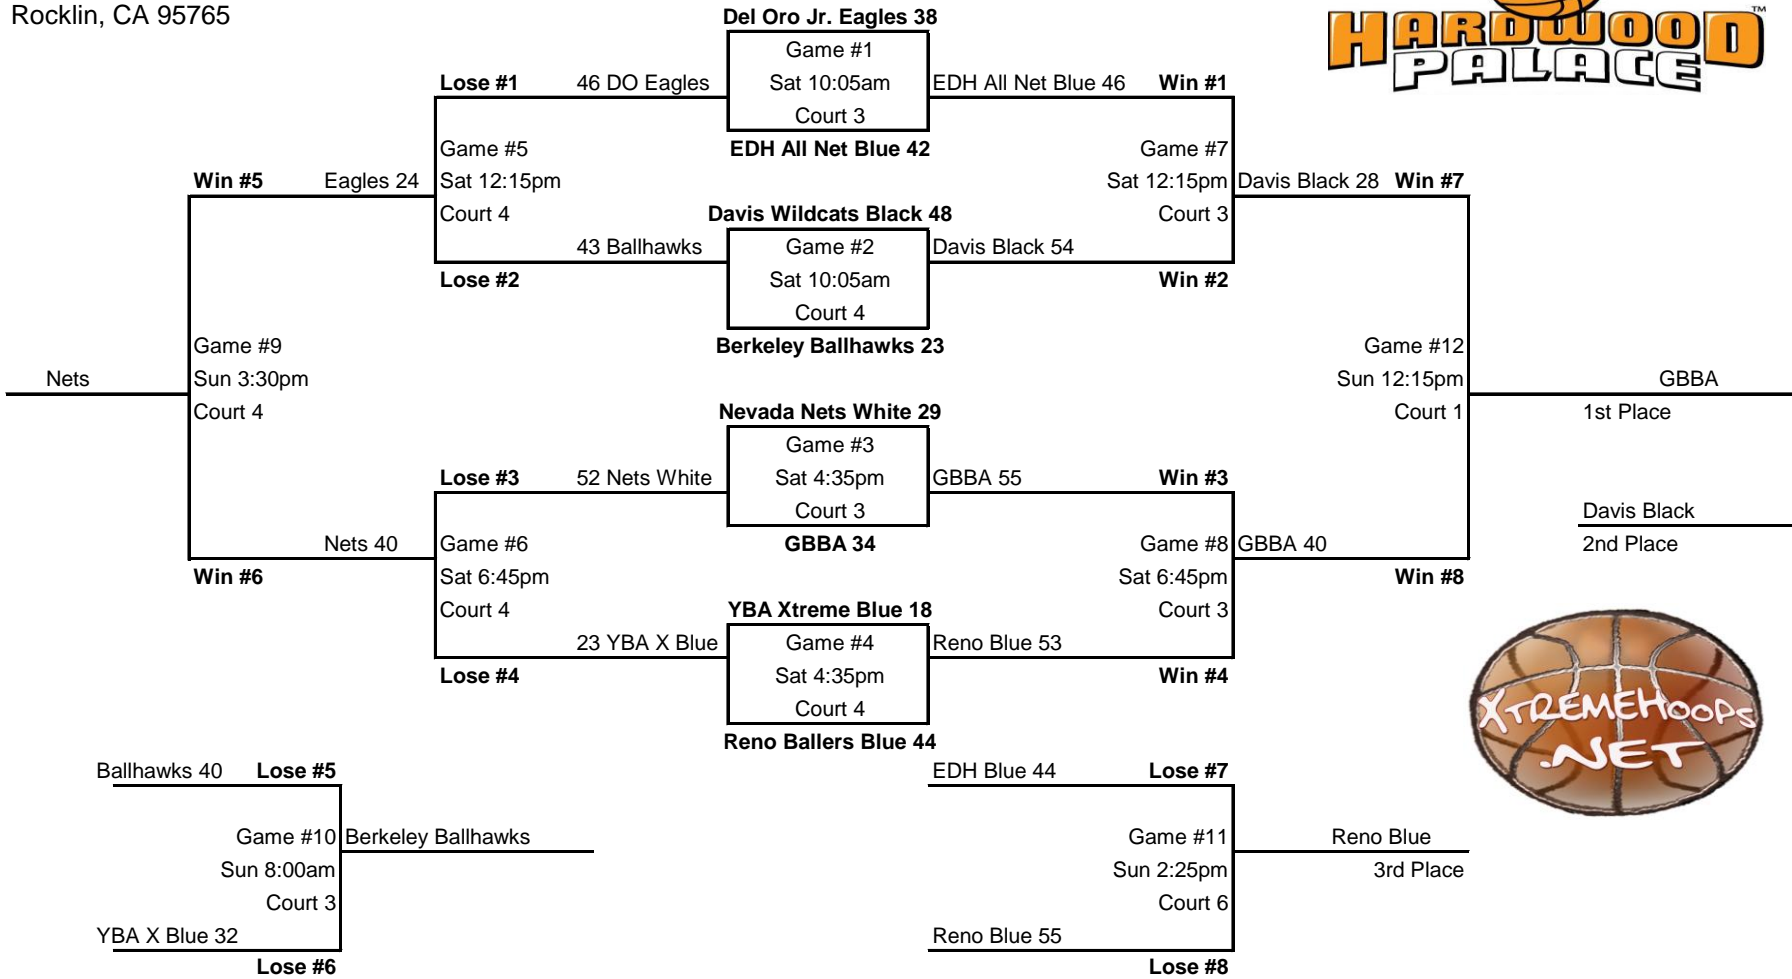 Rocklin, CA 95765
HARDWOOD
PALACE
TM
Del Oro Jr. Eagles 38
Game #1
Sat 10:05am
Court 3
EDH All Net Blue 42
Lose #1
46 DO Eagles
EDH All Net Blue 46
Win #1
Game #5
Sat 12:15pm
Court 4
Game #7
Sat 12:15pm
Court 3
Win #5
Eagles 24
Davis Black 28
Win #7
Davis Wildcats Black 48
Game #2
Sat 10:05am
Court 4
Berkeley Ballhawks 23
43 Ballhawks
Lose #2
Davis Black 54
Win #2
Game #9
Sun 3:30pm
Court 4
Nets
Game #12
Sun 12:15pm
Court 1
GBBA
1st Place
Nevada Nets White 29
Game #3
Sat 4:35pm
Court 3
GBBA 34
Lose #3
52 Nets White
GBBA 55
Win #3
Davis Black
2nd Place
Nets 40
Win #6
Game #6
Sat 6:45pm
Court 4
Game #8
Sat 6:45pm
Court 3
GBBA 40
Win #8
YBA Xtreme Blue 18
Game #4
Sat 4:35pm
Court 4
Reno Ballers Blue 44
23 YBA X Blue
Lose #4
Reno Blue 53
Win #4
XTREMEHOOPS
.NET
Ballhawks 40
Lose #5
Game #10
Sun 8:00am
Court 3
Berkeley Ballhawks
YBA X Blue 32
Lose #6
EDH Blue 44
Lose #7
Game #11
Sun 2:25pm
Court 6
Reno Blue
3rd Place
Reno Blue 55
Lose #8